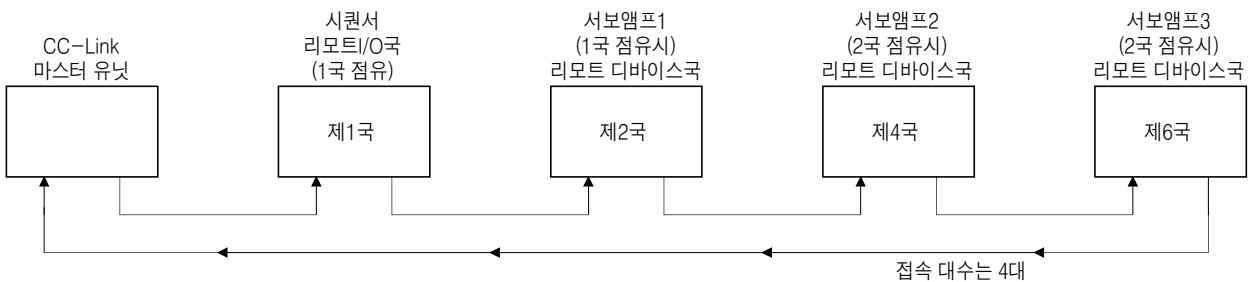 CC-Link
마스터 유닛
시퀀서
리모트I/O국
(1국 점유)
서보앰프1
(1국 점유시)
리모트 디바이스국
서보앰프2
(2국 점유시)
리모트 디바이스국
서보앰프3
(2국 점유시)
리모트 디바이스국
제1국
제2국
제4국
제6국
접속 대수는 4대